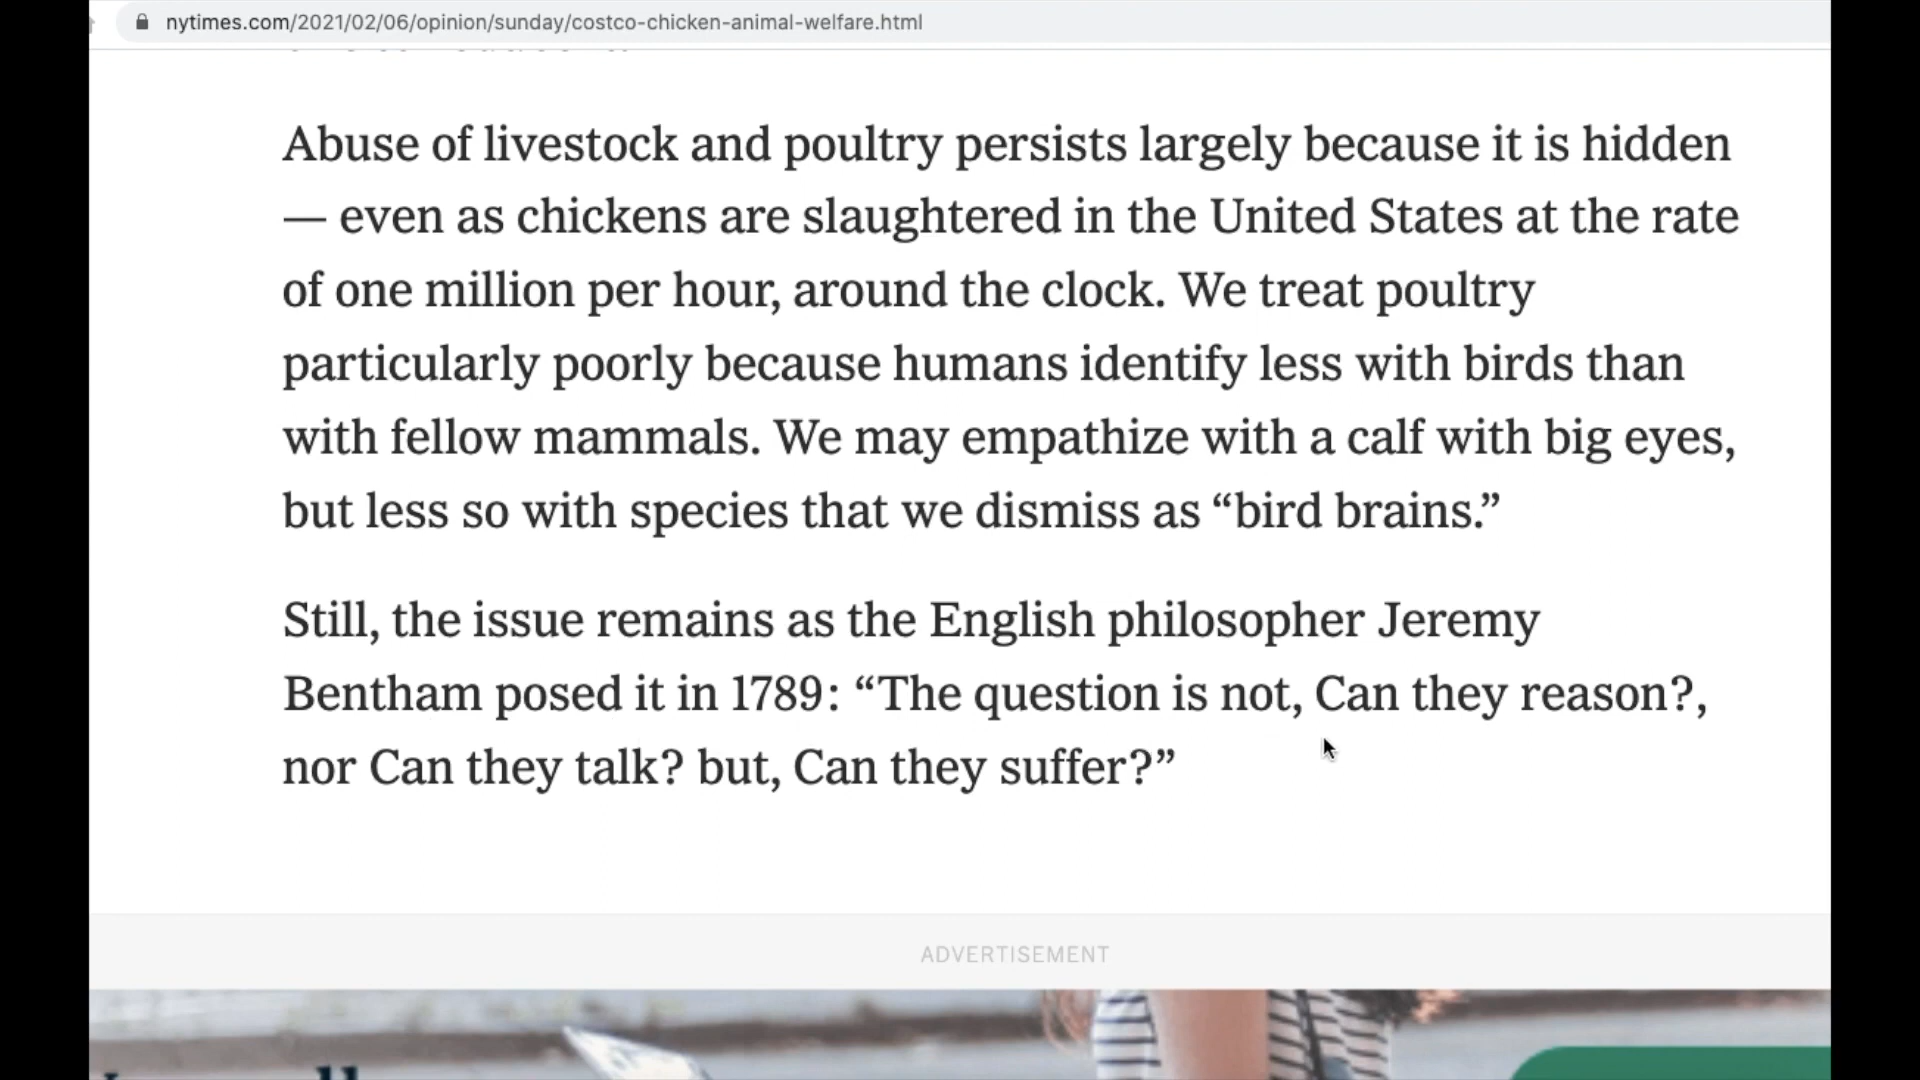 nytimes.com/2021/02/06/opinion/sunday/costco-chicken-animal-welfare.html
Abuse of livestock and poultry persists largely because it is hidden
— even as chickens are slaughtered in the United States at the rate
of one million per hour, around the clock. We treat poultry
particularly poorly because humans identify less with birds than
with fellow mammals. We may empathize with a calf with big eyes,
but less so with species that we dismiss as “bird brains.”
Still, the issue remains as the English philosopher Jeremy
Bentham posed it in 1789: “The question is not, Can they reason?,
nor Can they talk? but, Can they suffer?”
ADVERTISEMENT